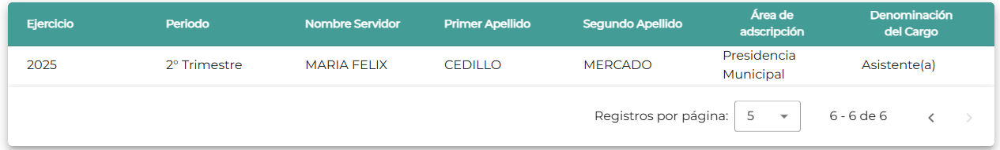 Ejercicio Periodo Nombre Servidor Primer Apellido Segundo Apellido Área de adscripción Denominación del Cargo
2025 2° Trimestre MARIA FELIX CEDILLO MERCADO Presidencia Municipal Asistente(a)
Registros por página: 5 6 - 6 de 6